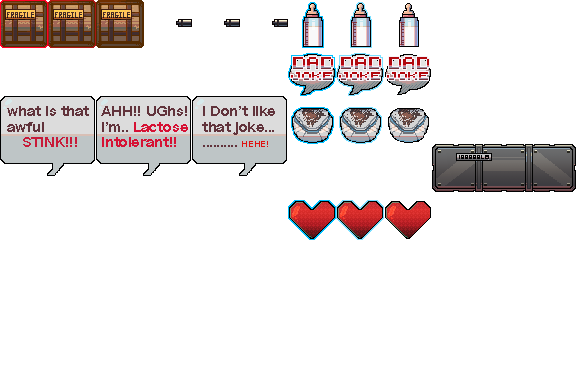 FRAGILE FRAGILE FRAGILE
DAD JOKE
DAD JOKE
DAD JOKE
what is that
awful
STINK!!!
AHH!! UGhs!
I'm.. Lactose
Intolerant!!
I Don't like
that joke...
.......... HEHE!